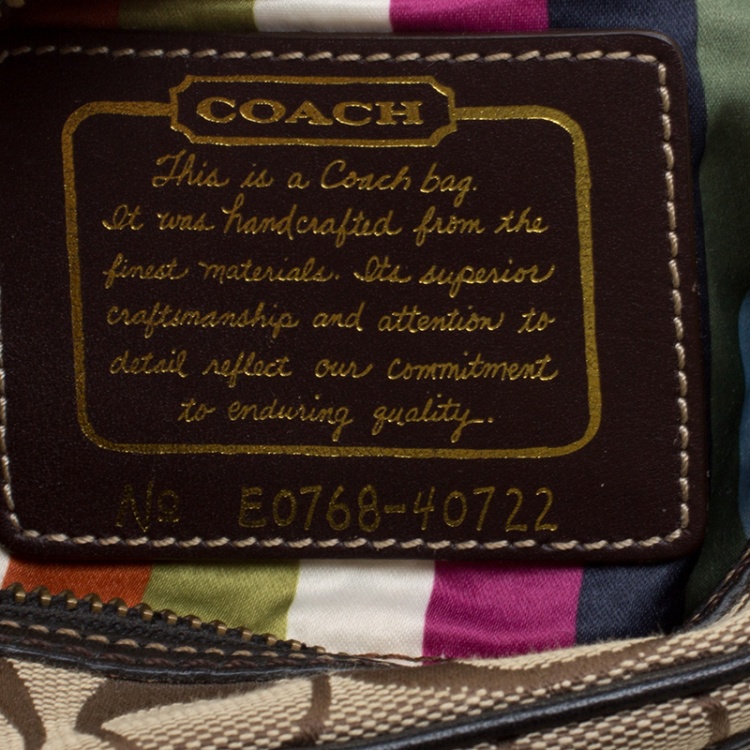 COACH
This is a Coach bag.
It was handcrafted from the
finest materials. Its superior
craftsmanship and attention to
detail reflect our commitment
to enduring quality.
No E0768-40722